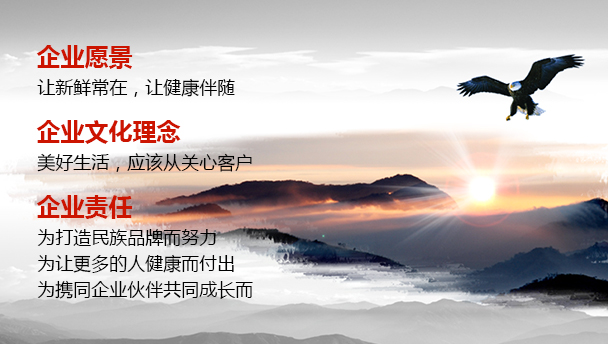 企业愿景
让新鲜常在，让健康伴随
企业文化理念
美好生活，应该从关心客户
企业责任
为打造民族品牌而努力
为让更多的人健康而付出
为携同企业伙伴共同成长而